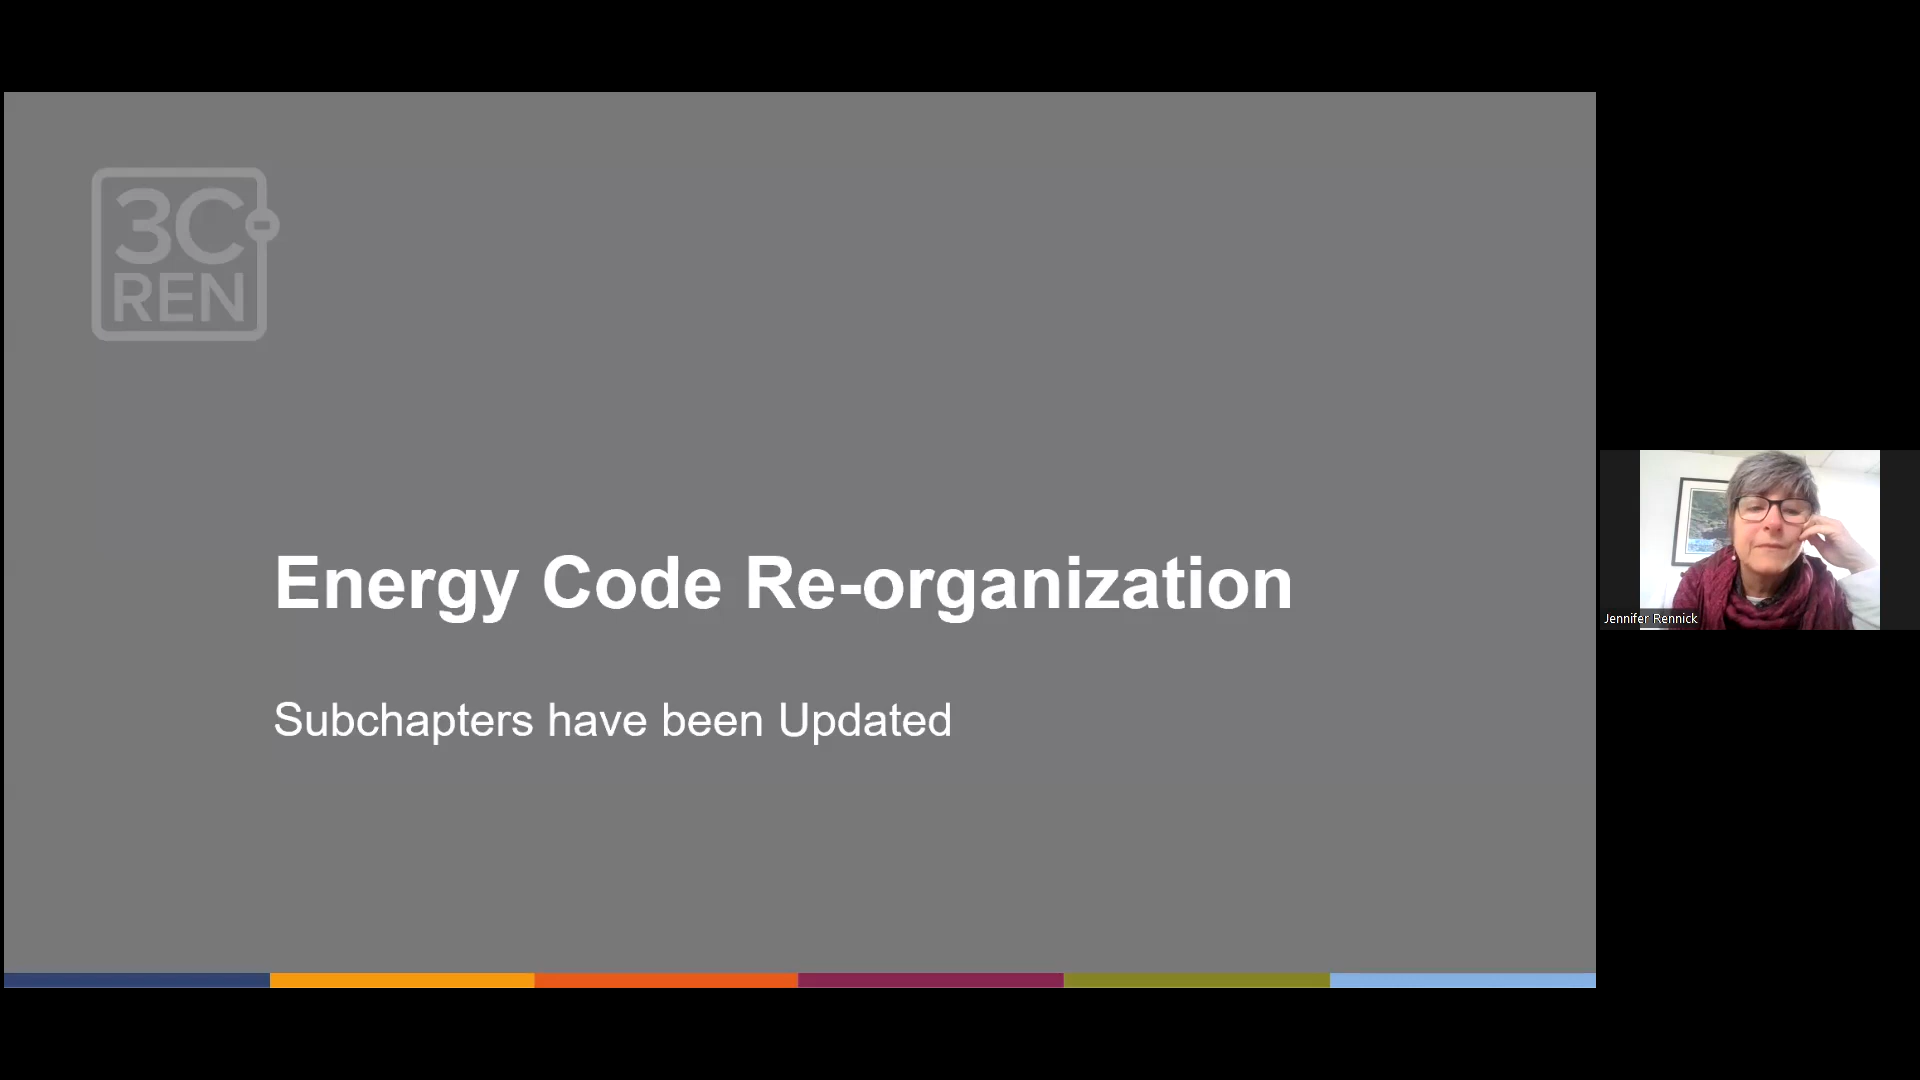 3C
REN
Energy Code Re-organization
Subchapters have been Updated
Jennifer Rennick